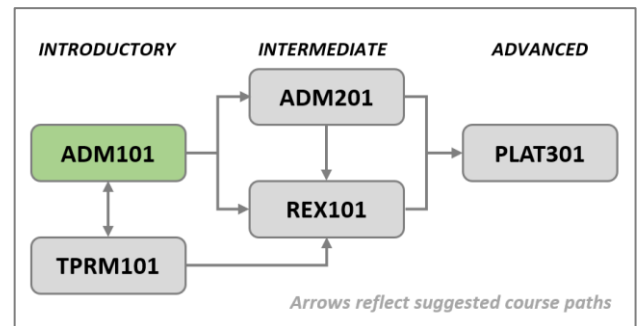 INTRODUCTORY
INTERMEDIATE
ADVANCED
ADM201
ADM101
PLAT301
REX101
TPRM101
Arrows reflect suggested course paths